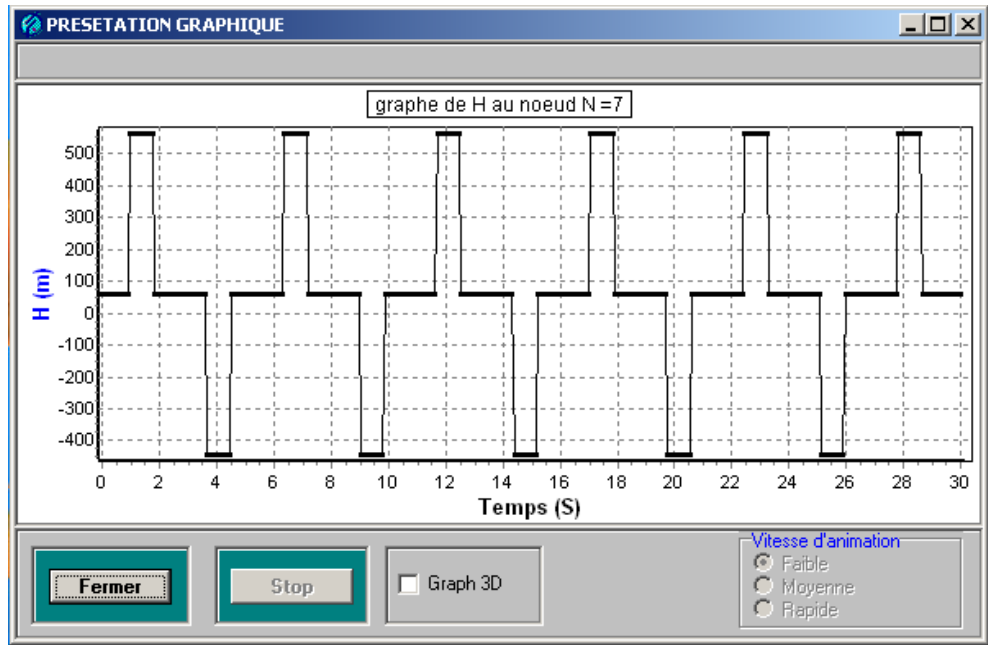 PRESETATION GRAPHIQUE
graphe de H au noeud N =7
H (m)
500
400
300
200
100
0
-100
-200
-300
-400
0 2 4 6 8 10 12 14 16 18 20 22 24 26 28 30
Temps (S)
Fermer
Stop
Graph 3D
Vitesse d'animation
Faible
Moyenne
Rapide